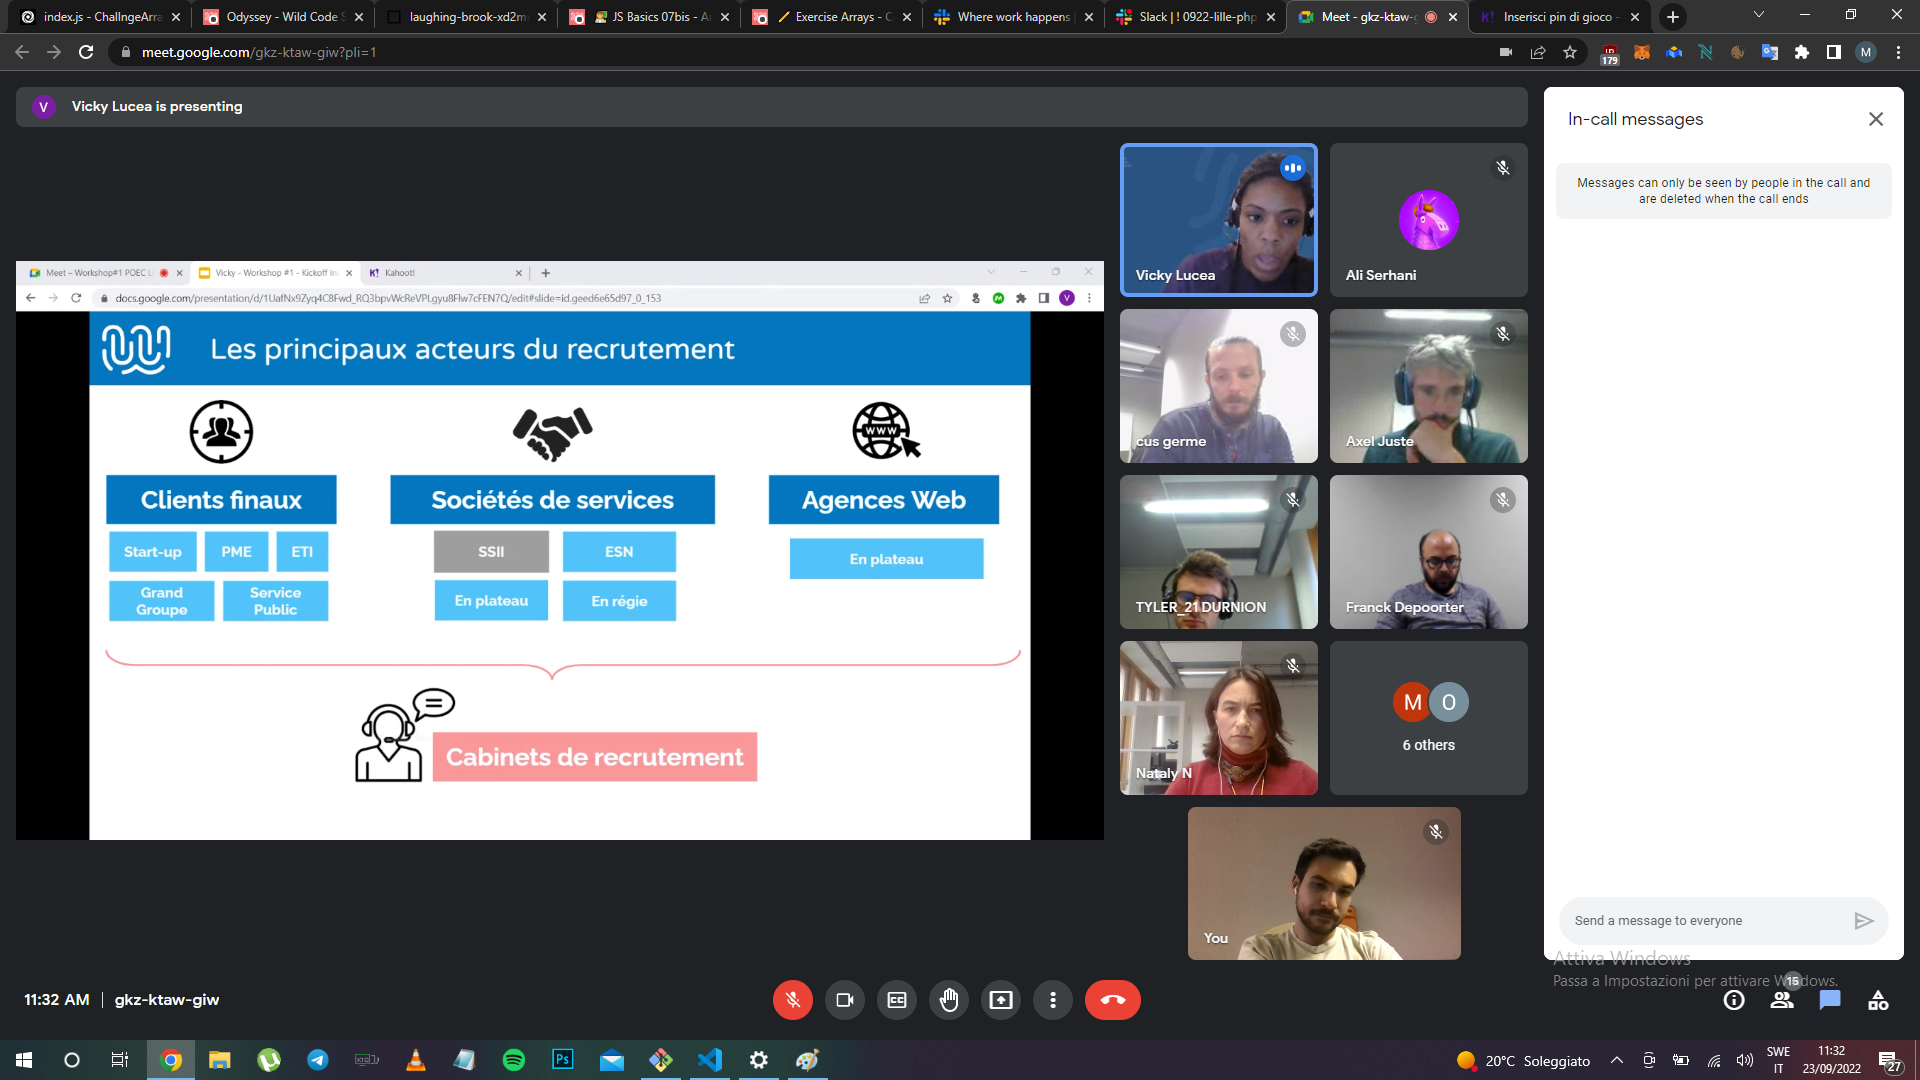 index.js - ChallngeArra
Odyssey - Wild Code S
laughing-brook-xd2m
JS Basics 07bis - A
Exercise Arrays - C
Where work happens
Slack | ! 0922-lille-php
Meet - gkz-ktaw-g
Inserisci pin di gioco -
meet.google.com/gkz-ktaw-giw?pli=1
179
M
V
Vicky Lucea is presenting
Meet – Workshop#1 POEC L
Vicky - Workshop #1 - Kickoff In
K! Kahoot!
docs.google.com/presentation/d/1UafNx9Zyq4C8Fwd_RQ3bpvWcReVPLgyu8Flw7cFEN7Q/edit#slide=id.geed6e65d97_0_153
V
Les principaux acteurs du recrutement
WWW
Clients finaux
Sociétés de services
Agences Web
Start-up
PME
ETI
SSII
ESN
En plateau
Grand
Groupe
Service
Public
En plateau
En régie
Cabinets de recrutement
Vicky Lucea
Ali Serhani
cus germe
Axel Juste
TYLER_21 DURNION
Franck Depoorter
Nataly N
M
O
6 others
You
In-call messages
Messages can only be seen by people in the call and
are deleted when the call ends
Send a message to everyone
Attiva Windows
Passa a Impostazioni per attivare Windows.
15
11:32 AM | gkz-ktaw-giw
CC
Ps
20°C Soleggiato
SWE
IT
11:32
23/09/2022
27